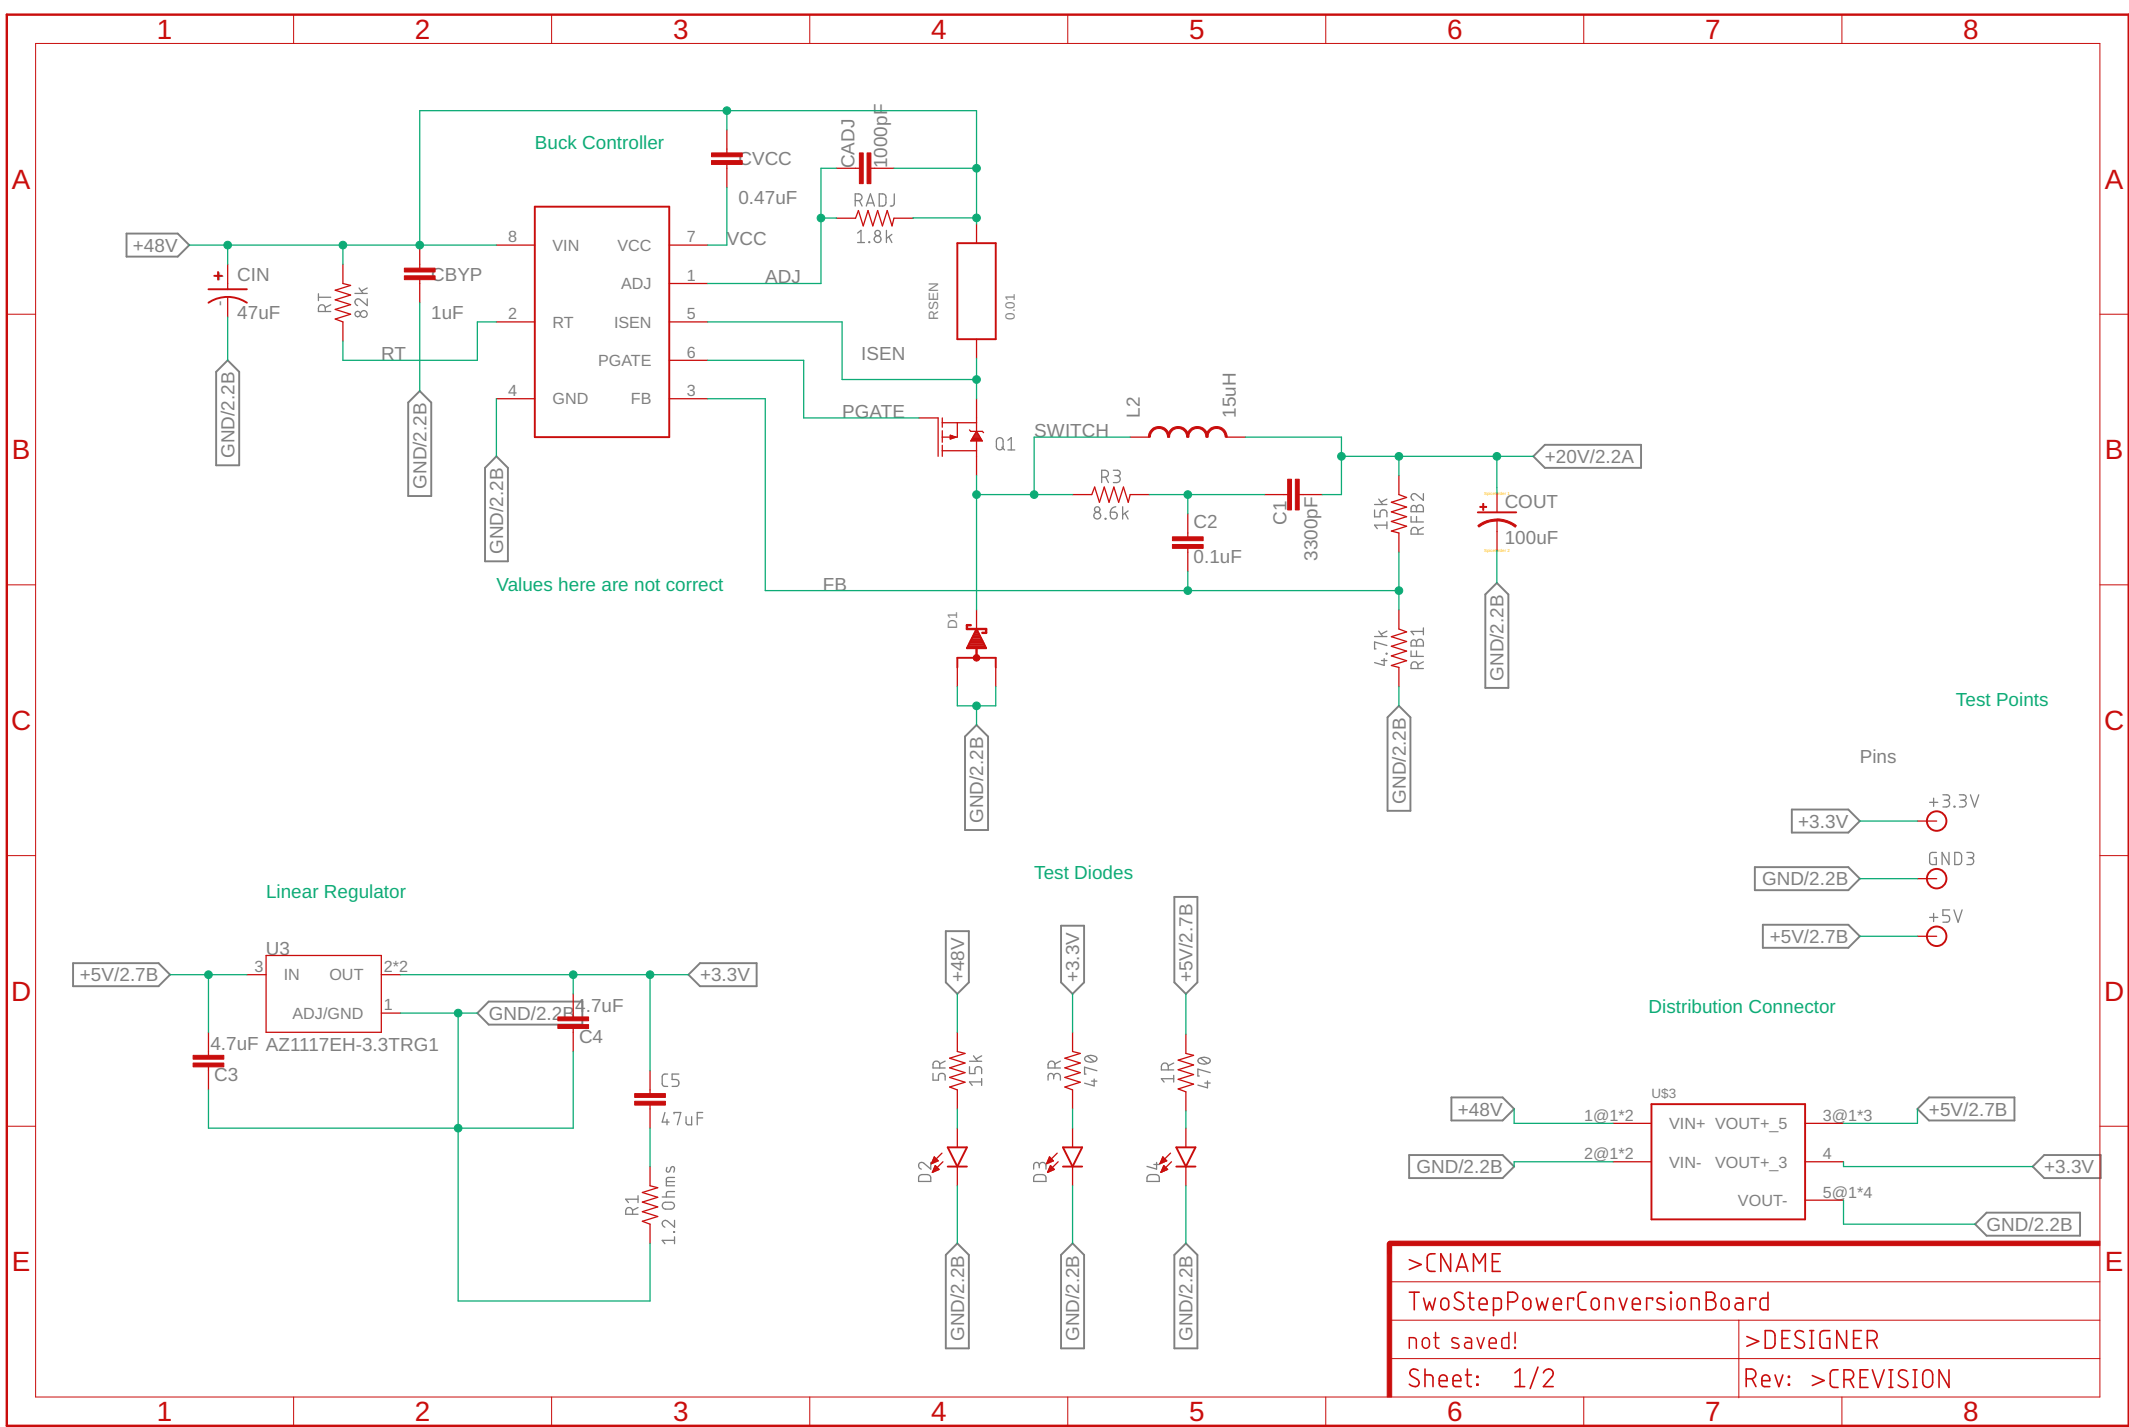 1 2 3 4 5 6 7 8
A
A
Buck Controller
CADJ
1000pF
CVCC
0.47uF
RADJ
1.8k
+48V
8 VIN
VCC 7
VCC
CIN
47uF
RT
82k
CBYP
1uF
ADJ 1
ADJ
2 RT
ISEN 5
ISEN
RT
PGATE 6
PGATE
4 GND
FB 3
RSEN
0.01
GND/2.2B
GND/2.2B
GND/2.2B
B
B
Q1
SWITCH
L2
15uH
+20V/2.2A
R3
8.6k
C2
0.1uF
C1
3300pF
15k
RFB2
COUT
100uF
Values here are not correct
FB
D1
4.7k
RFB1
GND/2.2B
GND/2.2B
GND/2.2B
C
C
Test Points
Pins
+3.3V
+3.3V
GND3
GND/2.2B
+5V
+5V/2.7B
Linear Regulator
U3
+5V/2.7B
3 IN OUT 2*2
+3.3V
ADJ/GND 1
GND/2.2B
4.7uF
C4
4.7uF
C3
AZ1117EH-3.3TRG1
C5
47uF
R1
1.2 Ohms
D
D
Test Diodes
+48V
+3.3V
+5V/2.7B
5R
15k
3R
470
1R
470
D2
D3
D4
GND/2.2B
GND/2.2B
GND/2.2B
Distribution Connector
U$3
+48V
1@1*2 VIN+ VOUT+_5 3@1*3
+5V/2.7B
GND/2.2B
2@1*2 VIN- VOUT+_3 4
+3.3V
VOUT- 5@1*4
GND/2.2B
E
E
>CNAME
TwoStepPowerConversionBoard
not saved!
>DESIGNER
Sheet: 1/2
Rev: >CREVISION
1 2 3 4 5 6 7 8